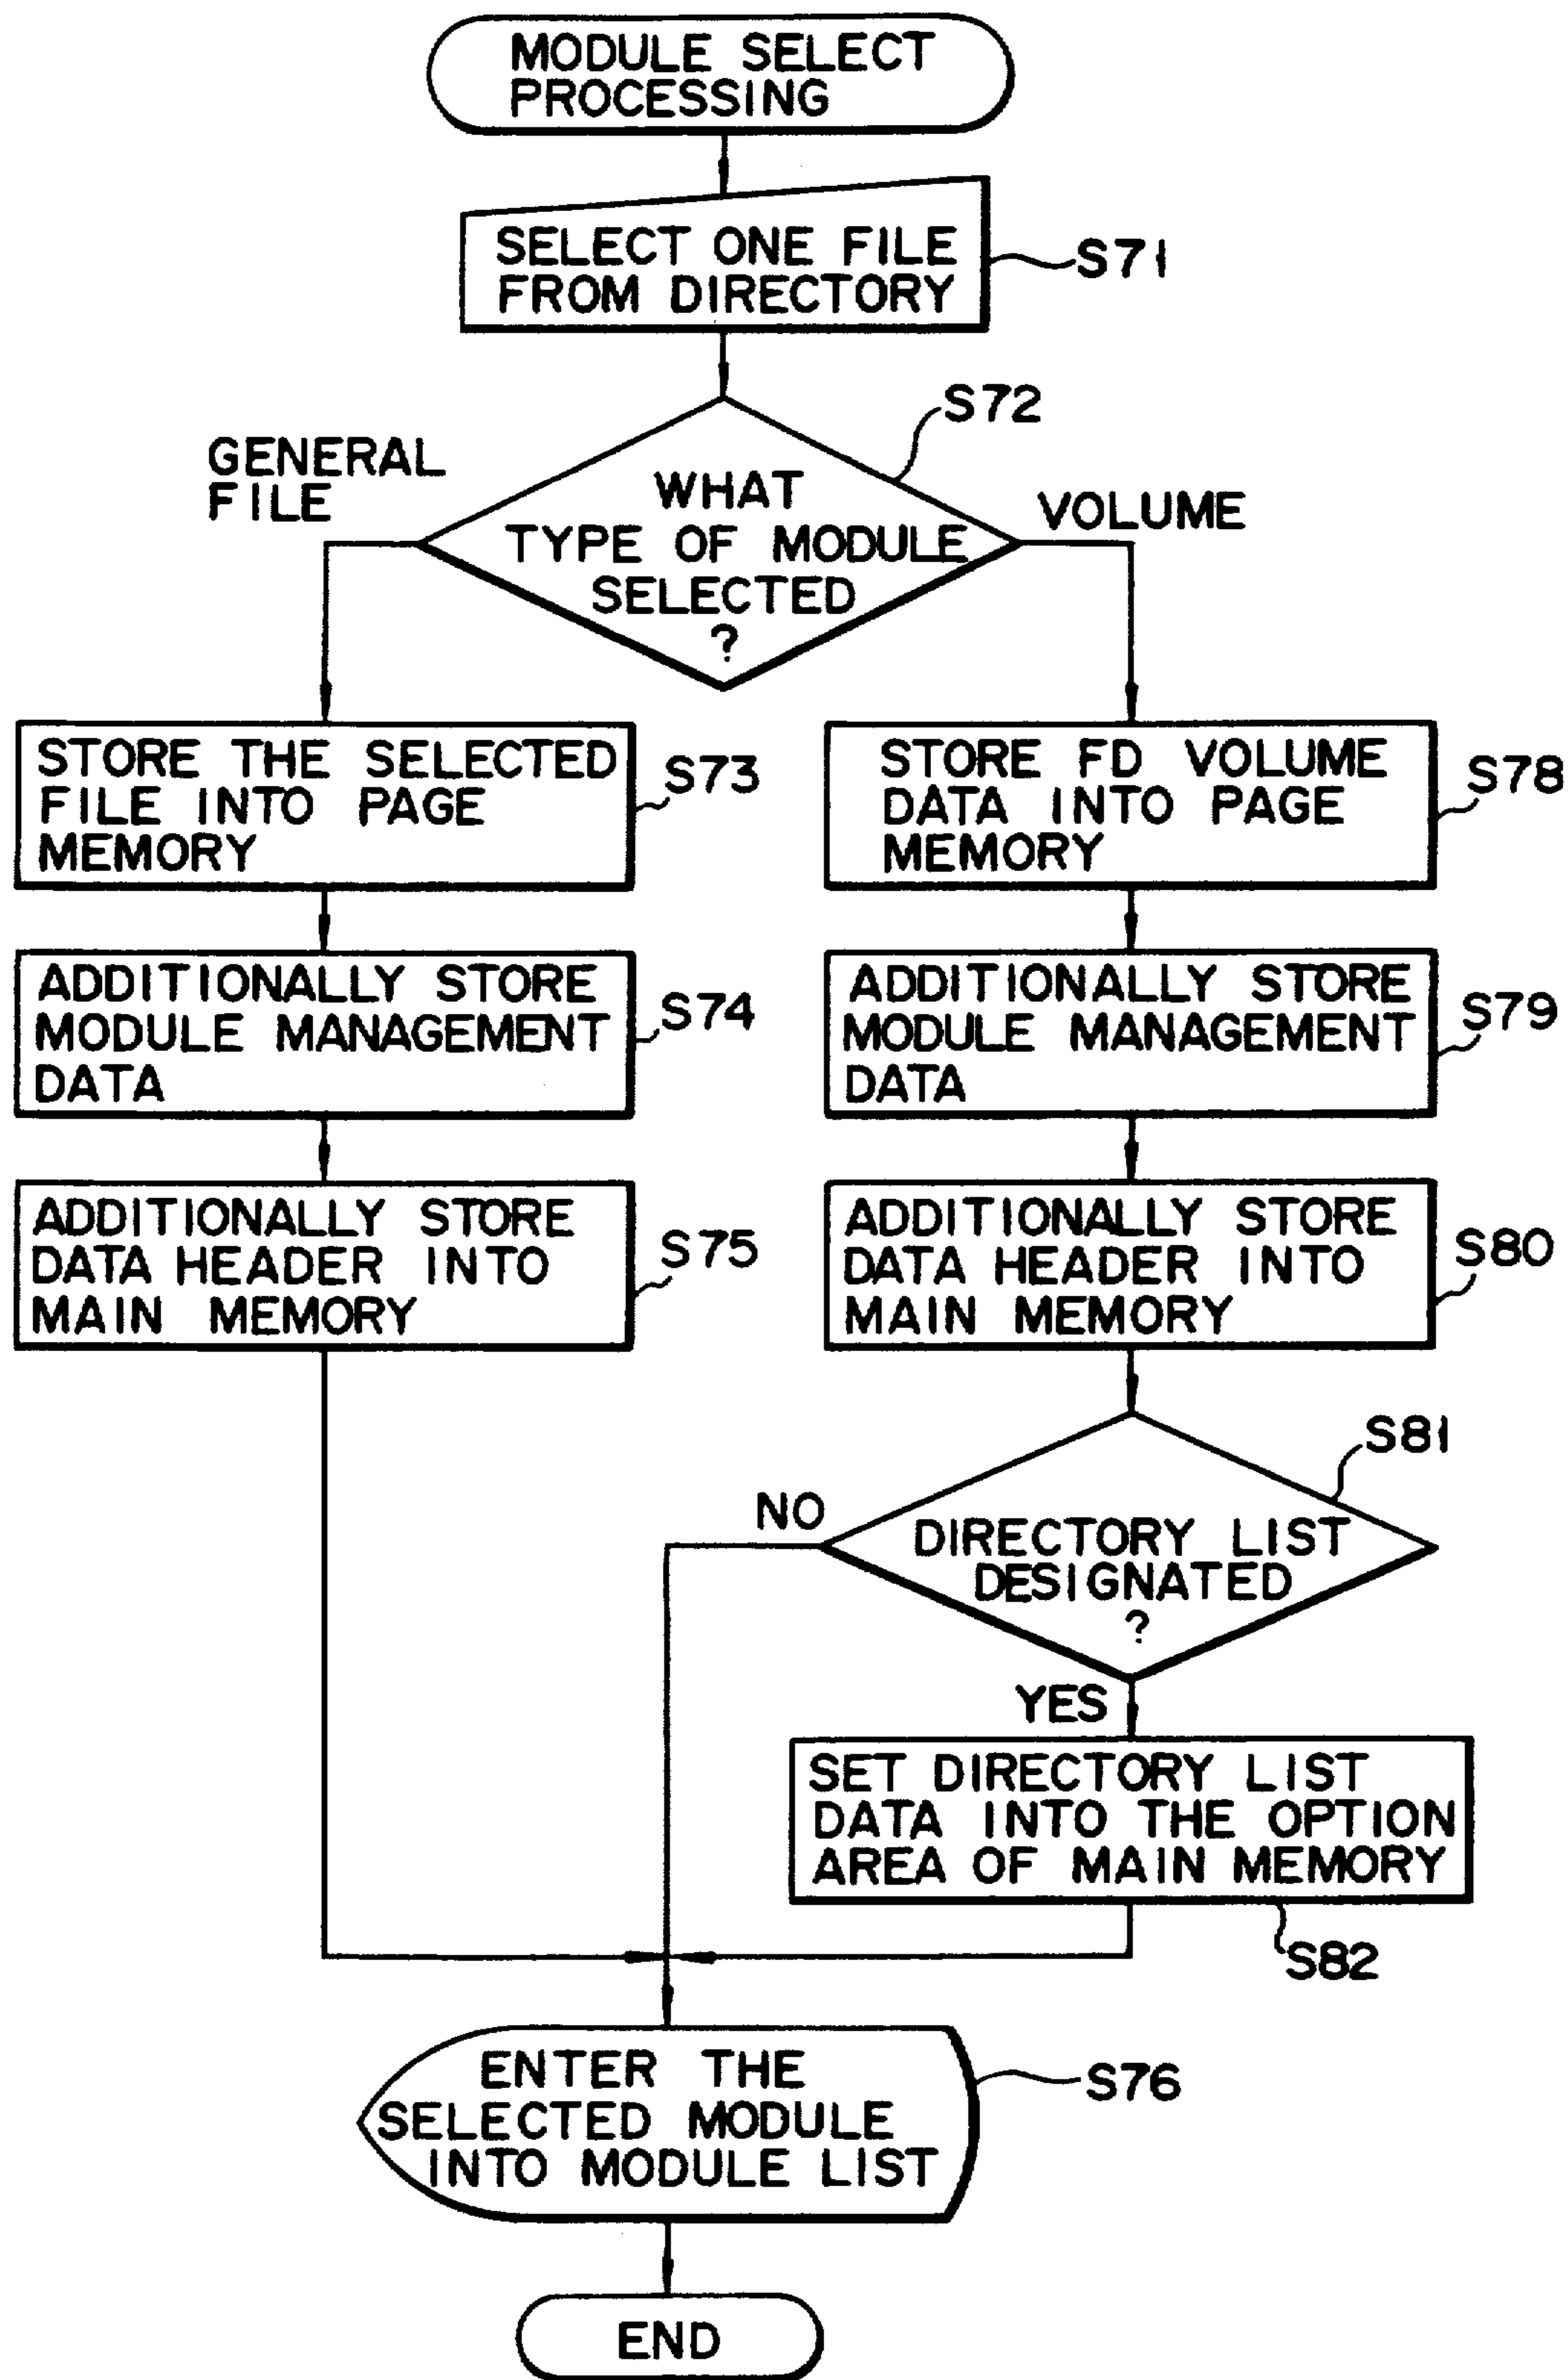 MODULE SELECT
PROCESSING
SELECT ONE FILE
FROM DIRECTORY
S71
S72
GENERAL
FILE
WHAT
TYPE OF MODULE
SELECTED
?
VOLUME
STORE THE SELECTED
FILE INTO PAGE
MEMORY
S73
STORE FD VOLUME
DATA INTO PAGE
MEMORY
S78
ADDITIONALLY STORE
MODULE MANAGEMENT
DATA
S74
ADDITIONALLY STORE
MODULE MANAGEMENT
DATA
S79
ADDITIONALLY STORE
DATA HEADER INTO
MAIN MEMORY
S75
ADDITIONALLY STORE
DATA HEADER INTO
MAIN MEMORY
S80
S81
NO
DIRECTORY LIST
DESIGNATED
?
YES
SET DIRECTORY LIST
DATA INTO THE OPTION
AREA OF MAIN MEMORY
S82
ENTER THE
SELECTED MODULE
INTO MODULE LIST
S76
END